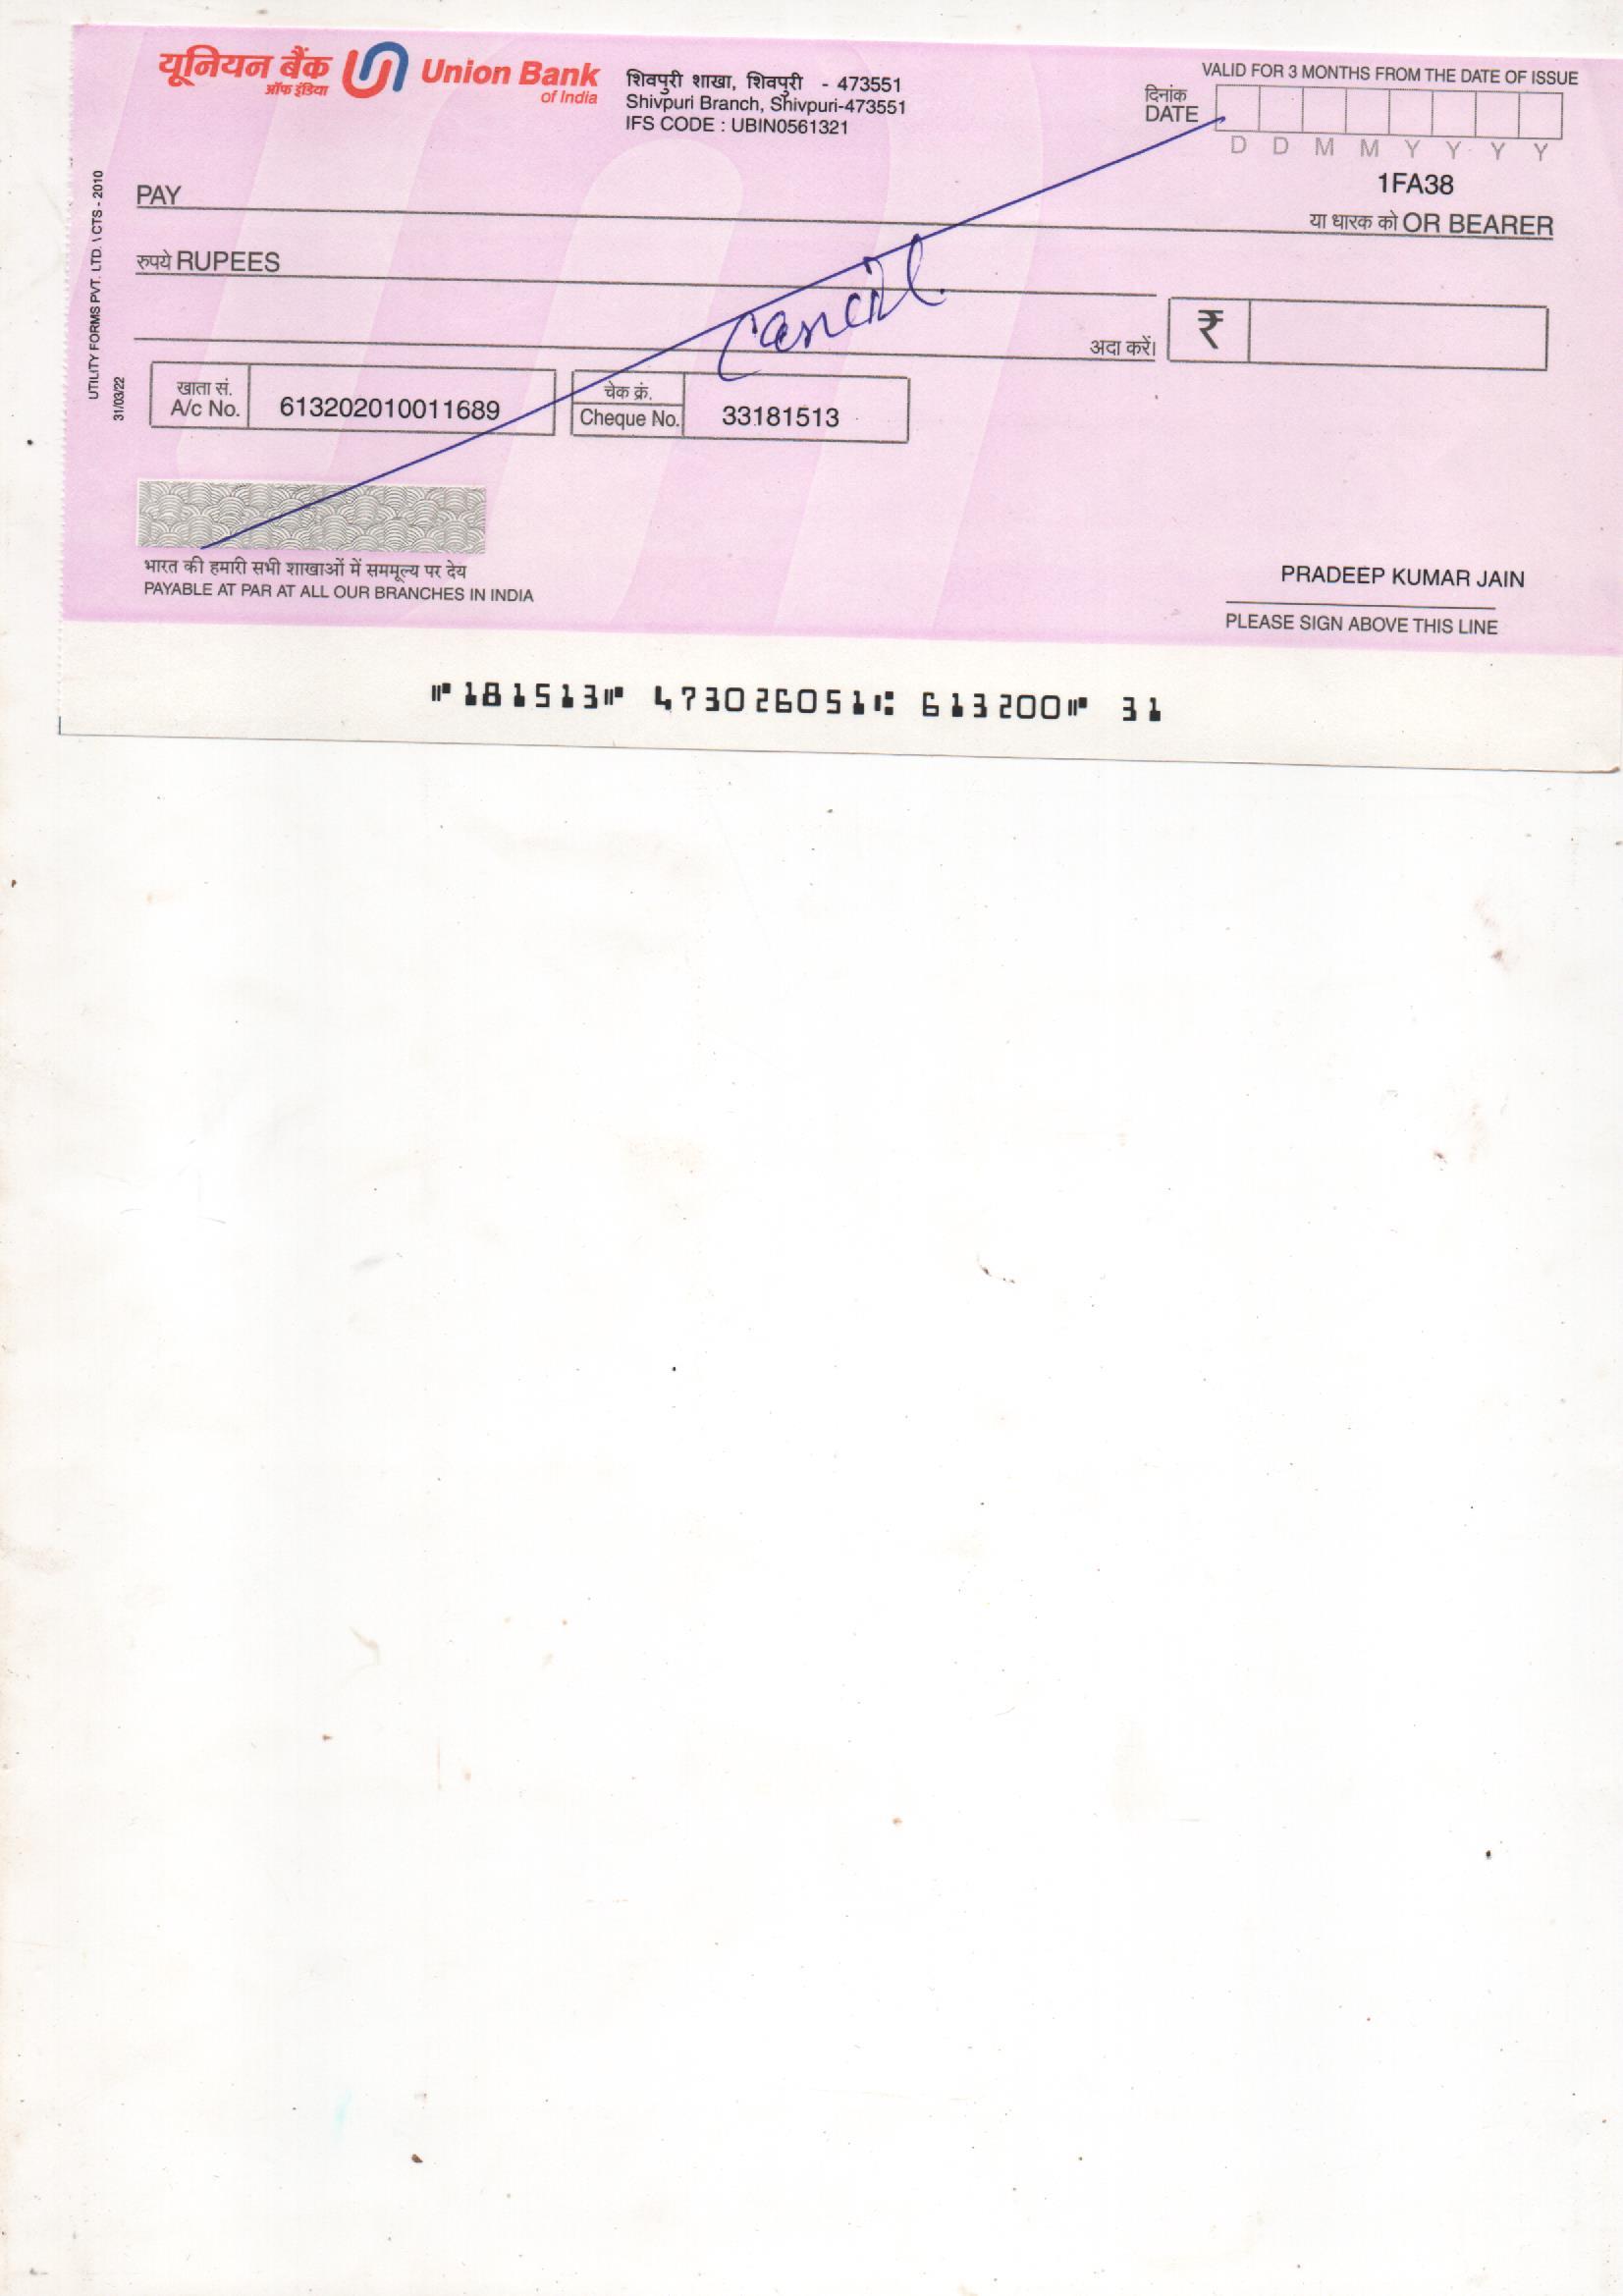 यूनियन बैंक
ऑफ इंडिया
Union Bank
of India
शिवपुरी शाखा, शिवपुरी - 473551
Shivpuri Branch, Shivpuri-473551
IFS CODE : UBIN0561321
VALID FOR 3 MONTHS FROM THE DATE OF ISSUE
दिनांक
DATE
D D M M Y Y Y Y
1FA38
PAY
या धारक को OR BEARER
रुपये RUPEES
Cancil.
अदा करें।
₹
खाता सं.
A/c No.
613202010011689
चेक क्रं.
Cheque No.
33181513
UTILITY FORMS PVT. LTD. \ CTS - 2010
31/03/22
भारत की हमारी सभी शाखाओं में सममूल्य पर देय
PAYABLE AT PAR AT ALL OUR BRANCHES IN INDIA
PRADEEP KUMAR JAIN
PLEASE SIGN ABOVE THIS LINE
⑈181513⑈ 473026051⑆ 613200⑈ 31